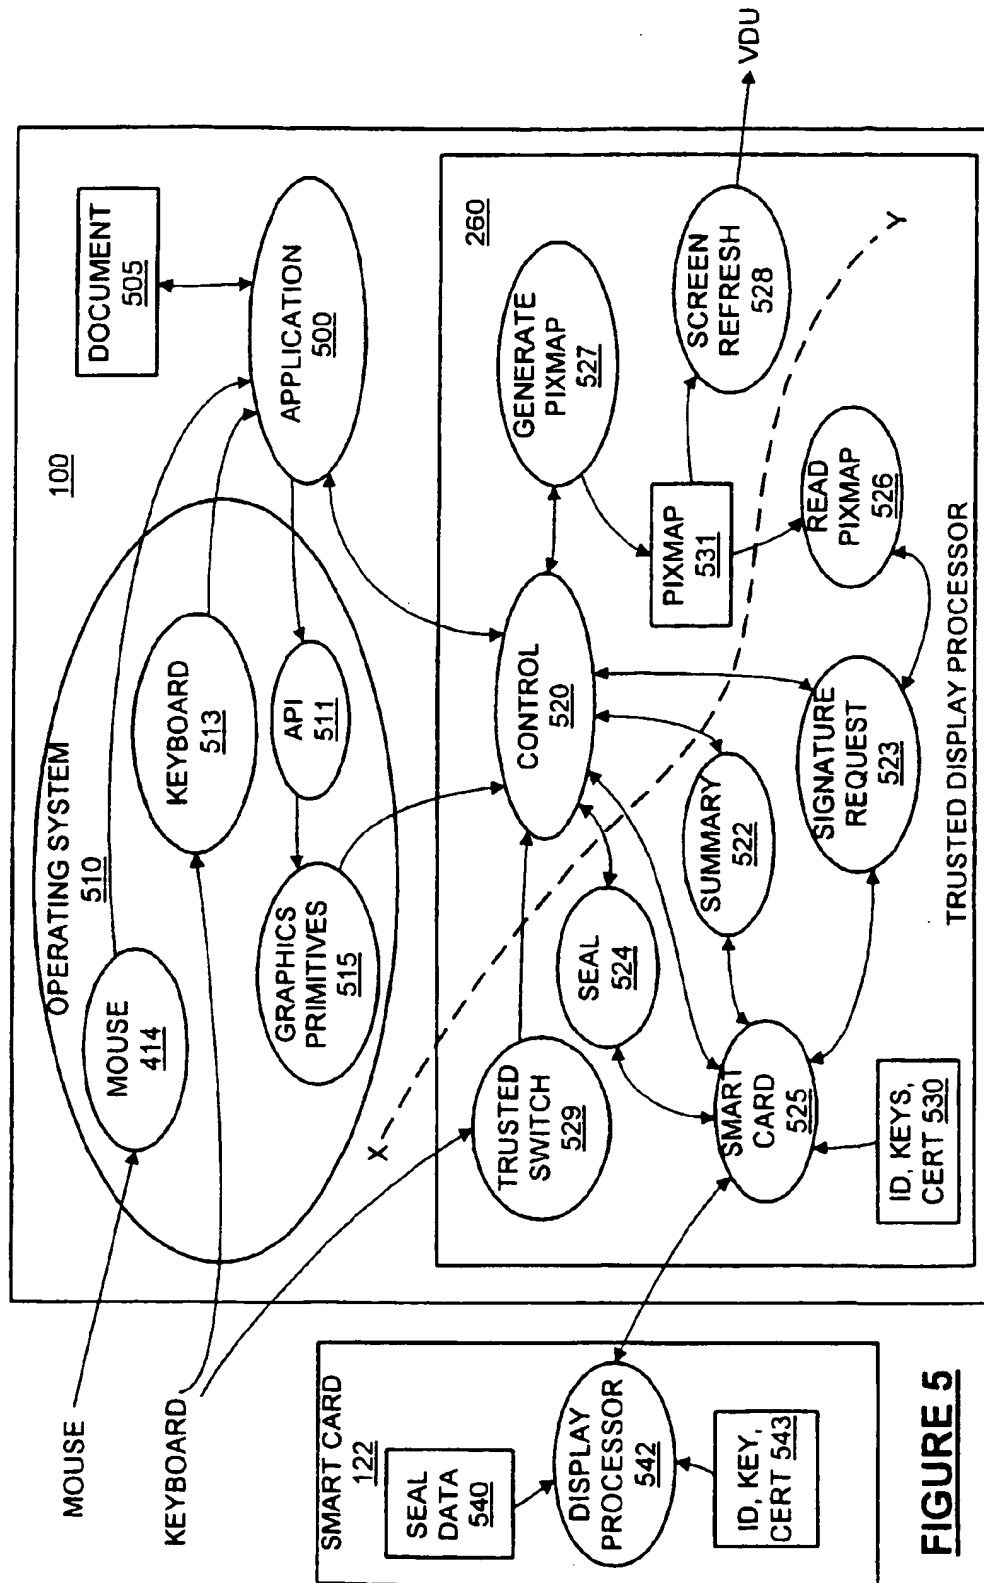 MOUSE
KEYBOARD
100
OPERATING SYSTEM
510
MOUSE
414
KEYBOARD
513
GRAPHICS
PRIMITIVES
515
API
511
DOCUMENT
505
APPLICATION
500
X
260
TRUSTED
SWITCH
529
CONTROL
520
GENERATE
PIXMAP
527
SEAL
524
PIXMAP
531
SCREEN
REFRESH
528
VDU
SMART
CARD
525
SUMMARY
522
SIGNATURE
REQUEST
523
READ
PIXMAP
526
Y
ID, KEYS,
CERT 530
TRUSTED DISPLAY PROCESSOR
SMART CARD
122
SEAL
DATA
540
DISPLAY
PROCESSOR
542
ID, KEY,
CERT 543
FIGURE 5